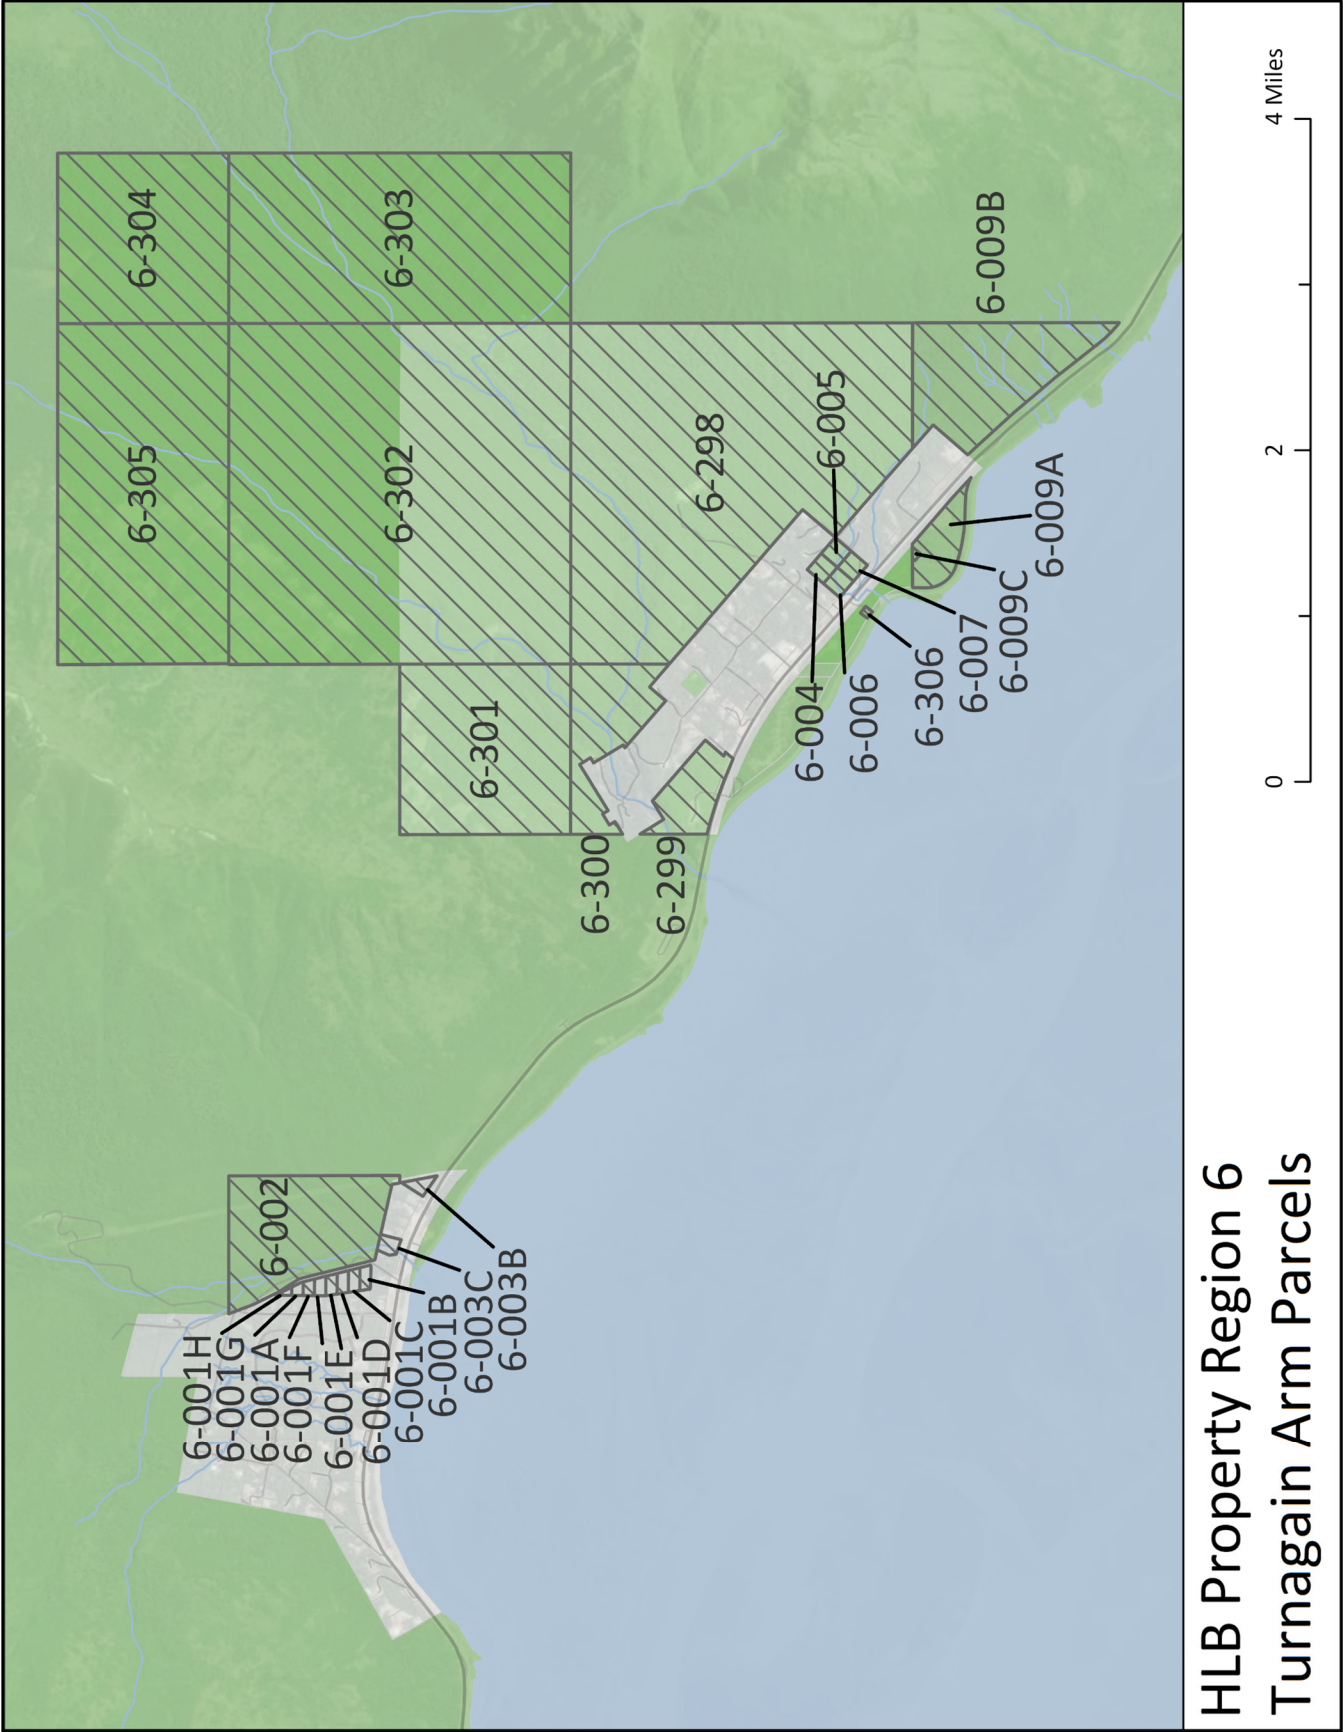 6-304
6-305
6-303
6-302
6-301
6-298
6-005
6-009B
6-300
6-299
6-004
6-006
6-306
6-007
6-009C
6-009A
6-002
6-001H
6-001G
6-001A
6-001F
6-001E
6-001D
6-001C
6-001B
6-003C
6-003B
HLB Property Region 6
Turnagain Arm Parcels
0 2 4 Miles